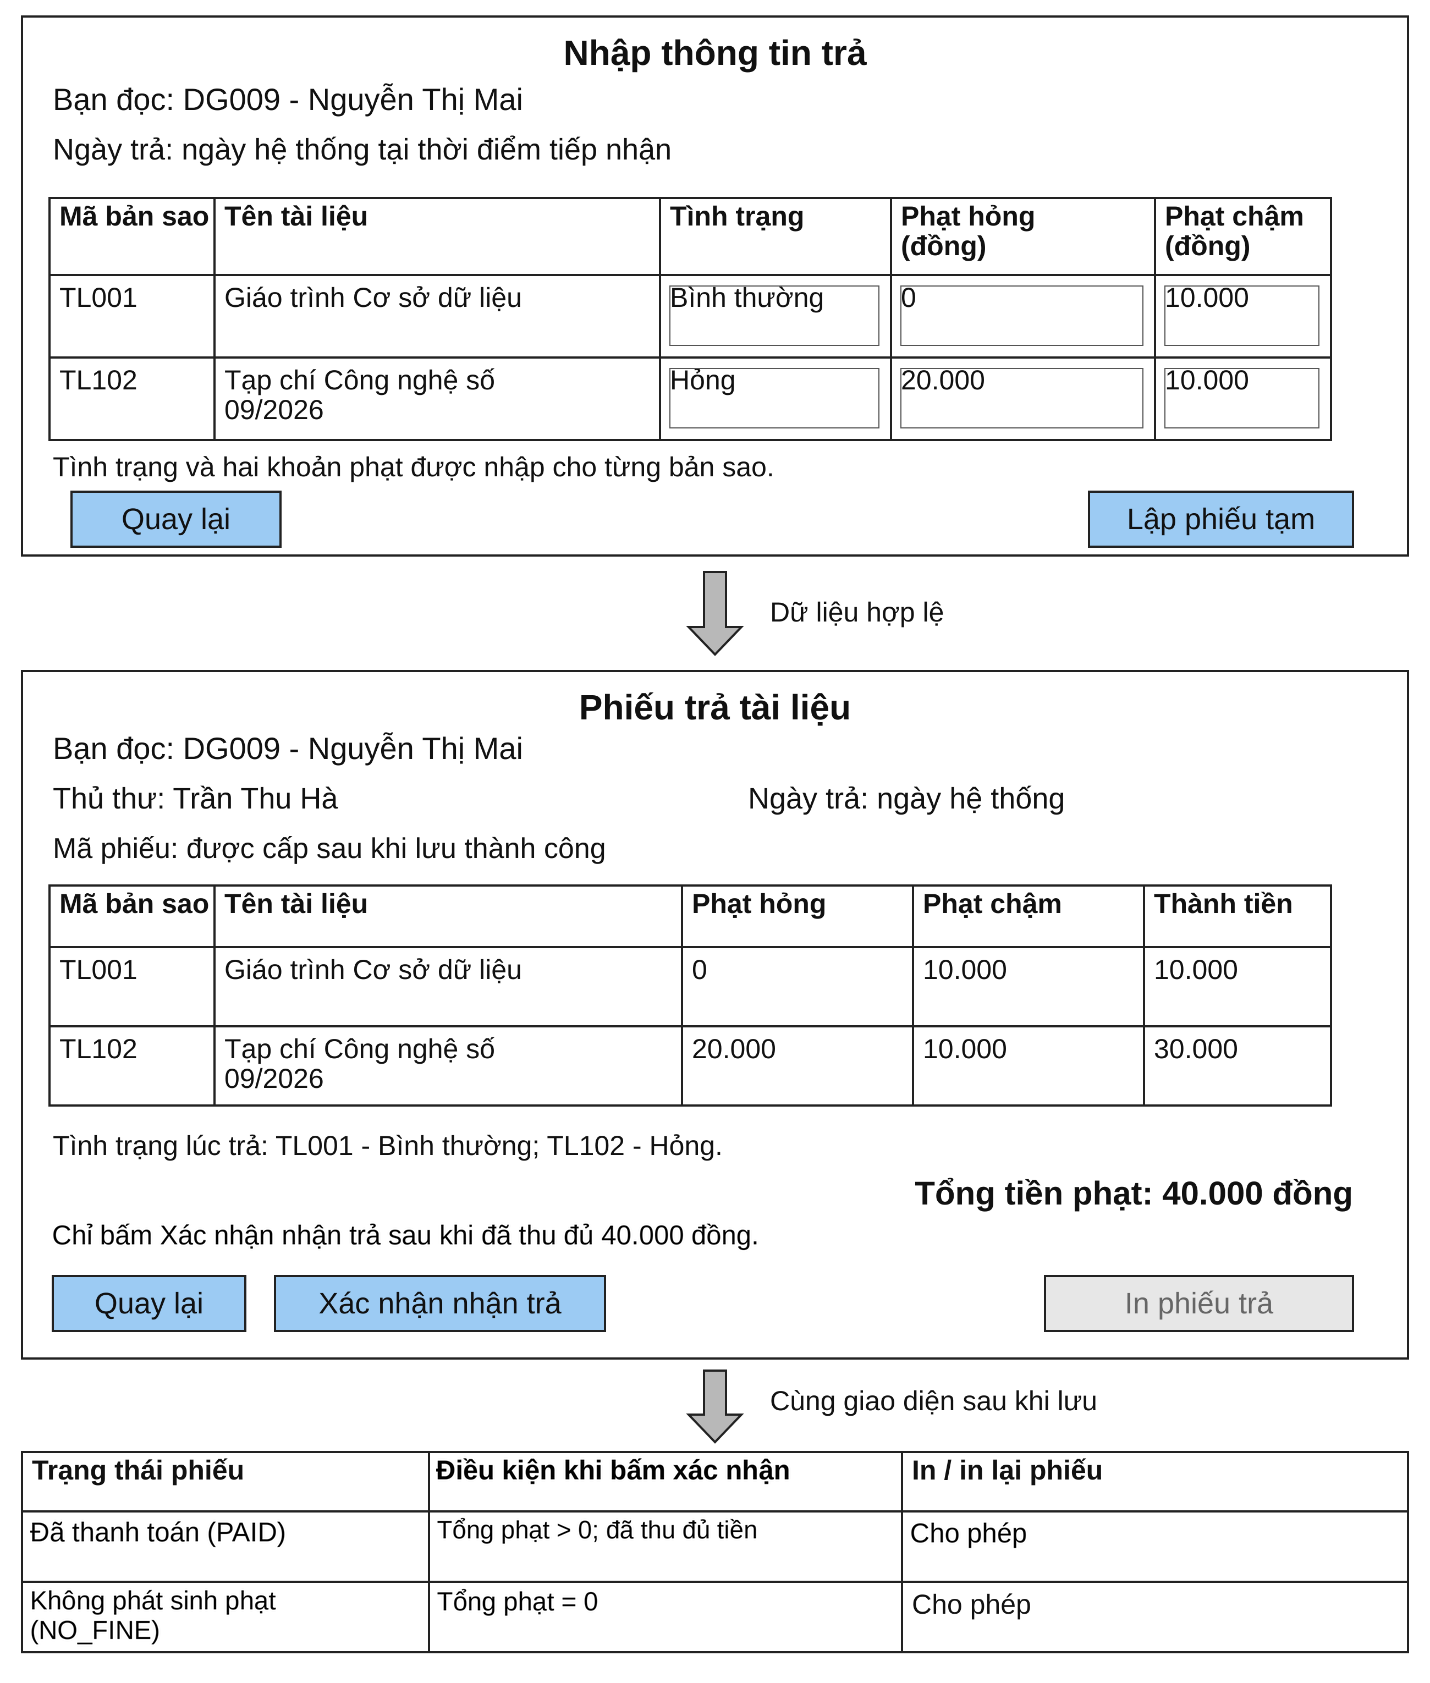 Nhập thông tin trả
Bạn đọc: DG009 - Nguyễn Thị Mai
Ngày trả: ngày hệ thống tại thời điểm tiếp nhận
Mã bản sao Tên tài liệu Tình trạng Phạt hỏng (đồng) Phạt chậm (đồng)
TL001 Giáo trình Cơ sở dữ liệu Bình thường 0 10.000
TL102 Tạp chí Công nghệ số 09/2026 Hỏng 20.000 10.000
Tình trạng và hai khoản phạt được nhập cho từng bản sao.
Quay lại Lập phiếu tạm
Dữ liệu hợp lệ
Phiếu trả tài liệu
Bạn đọc: DG009 - Nguyễn Thị Mai
Thủ thư: Trần Thu Hà Ngày trả: ngày hệ thống
Mã phiếu: được cấp sau khi lưu thành công
Mã bản sao Tên tài liệu Phạt hỏng Phạt chậm Thành tiền
TL001 Giáo trình Cơ sở dữ liệu 0 10.000 10.000
TL102 Tạp chí Công nghệ số 09/2026 20.000 10.000 30.000
Tình trạng lúc trả: TL001 - Bình thường; TL102 - Hỏng.
Tổng tiền phạt: 40.000 đồng
Chỉ bấm Xác nhận nhận trả sau khi đã thu đủ 40.000 đồng.
Quay lại Xác nhận nhận trả In phiếu trả
Cùng giao diện sau khi lưu
Trạng thái phiếu Điều kiện khi bấm xác nhận In / in lại phiếu
Đã thanh toán (PAID) Tổng phạt > 0; đã thu đủ tiền Cho phép
Không phát sinh phạt (NO_FINE) Tổng phạt = 0 Cho phép